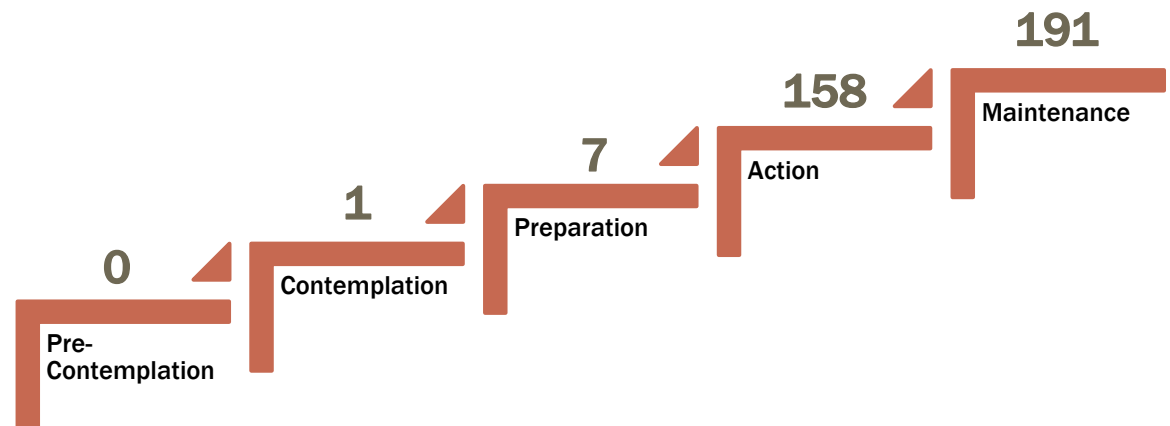 0
Pre-
Contemplation
1
Contemplation
7
Preparation
158
Action
191
Maintenance